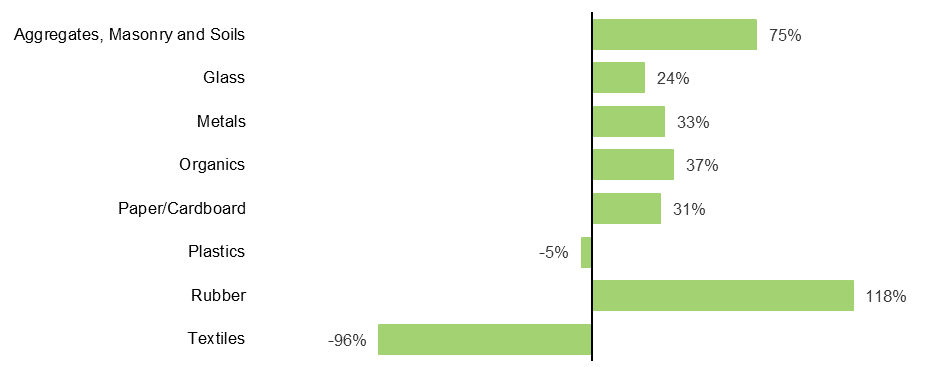 Aggregates, Masonry and Soils 75%
Glass 24%
Metals 33%
Organics 37%
Paper/Cardboard 31%
Plastics -5%
Rubber 118%
Textiles -96%